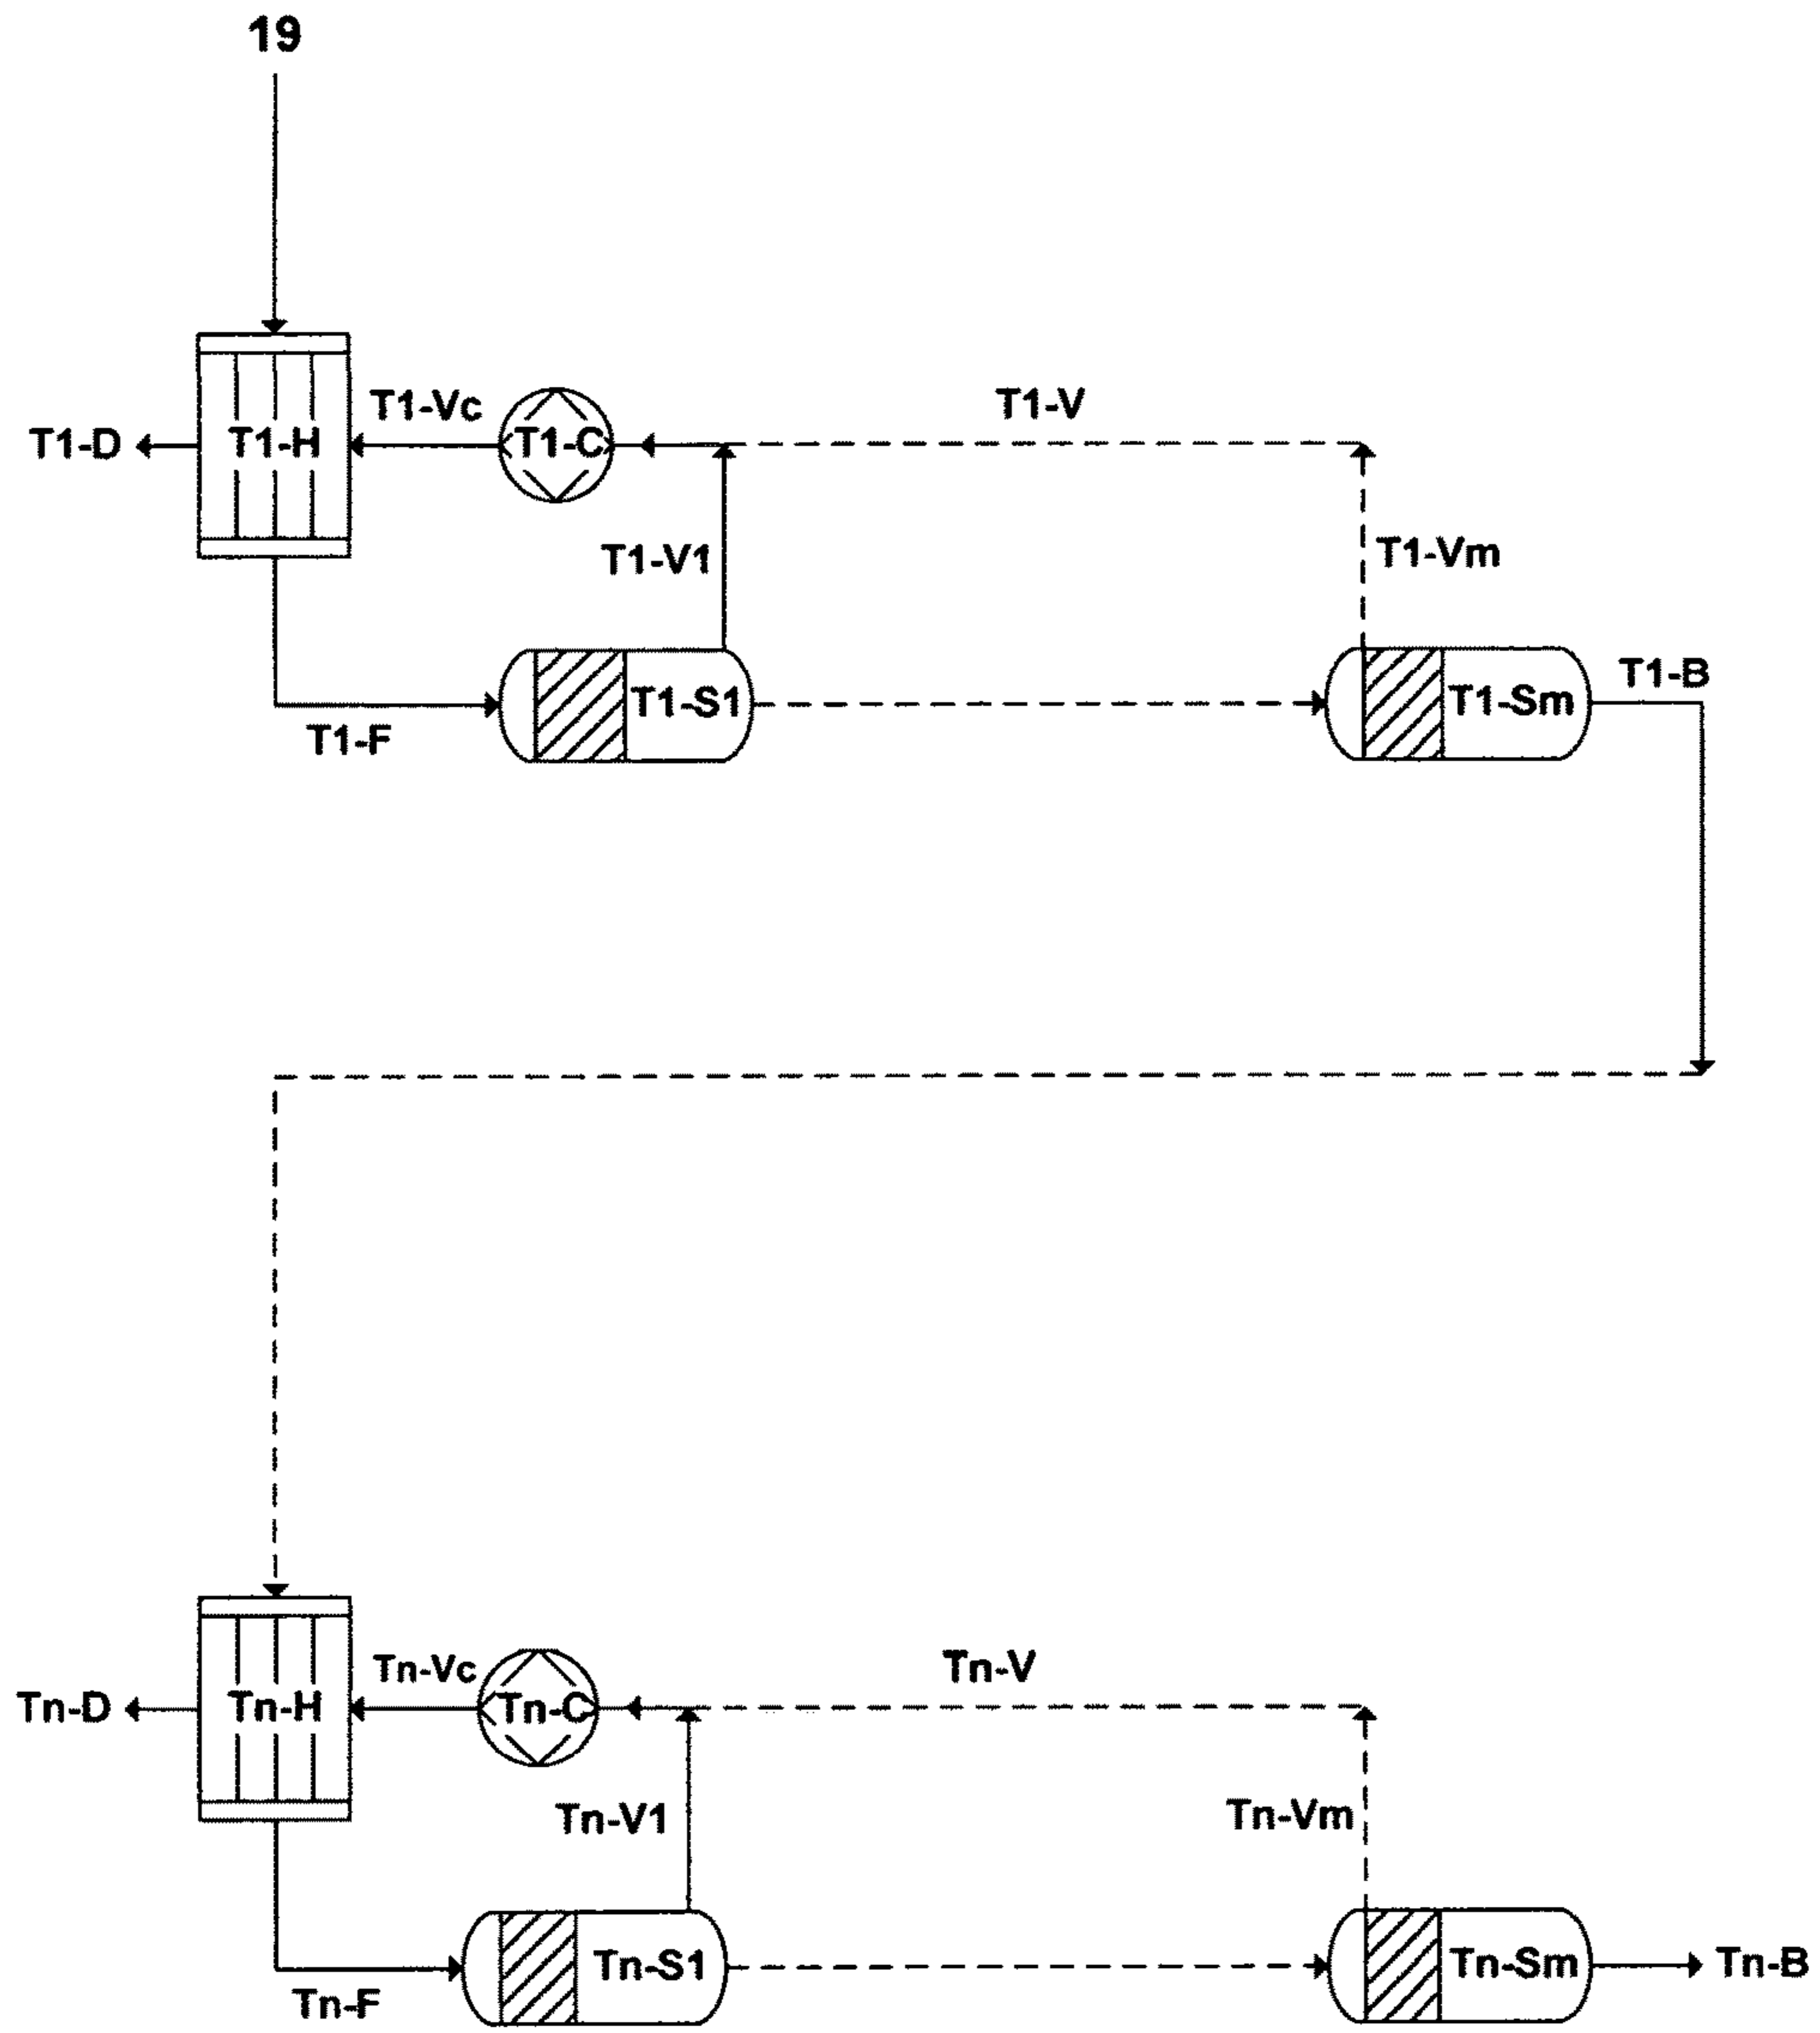 19
T1-V
T1-Vc
T1-D
T1-H
T1-C
T1-V1
T1-Vm
T1-B
T1-S1
T1-Sm
T1-F
Tn-Vc
Tn-V
Tn-D
Tn-H
Tn-C
Tn-V1
Tn-Vm
Tn-S1
Tn-Sm
Tn-B
Tn-F